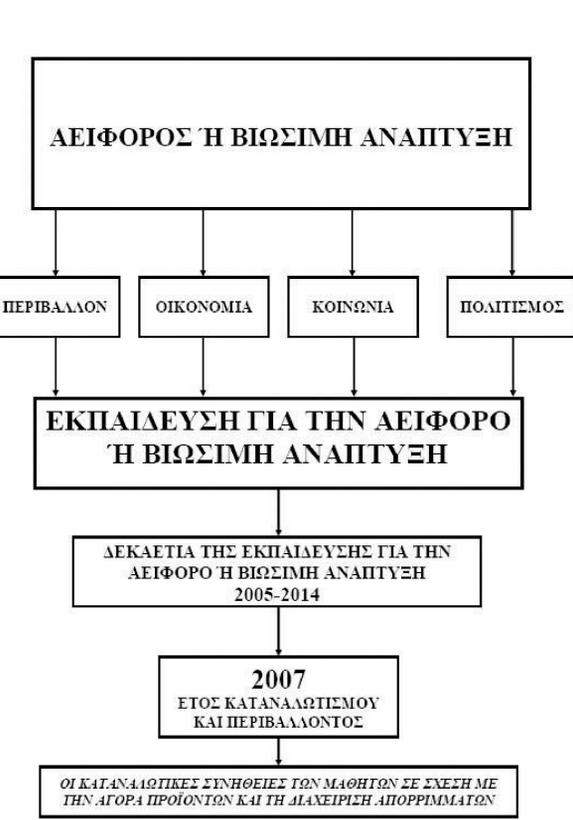 ΑΕΙΦΟΡΟΣ Ή ΒΙΩΣΙΜΗ ΑΝΑΠΤΥΞΗ
ΠΕΡΙΒΑΛΛΟΝ
ΟΙΚΟΝΟΜΙΑ
ΚΟΙΝΩΝΙΑ
ΠΟΛΙΤΙΣΜΟΣ
ΕΚΠΑΙΔΕΥΣΗ ΓΙΑ ΤΗΝ ΑΕΙΦΟΡΟ
Ή ΒΙΩΣΙΜΗ ΑΝΑΠΤΥΞΗ
ΔΕΚΑΕΤΙΑ ΤΗΣ ΕΚΠΑΙΔΕΥΣΗΣ ΓΙΑ ΤΗΝ
ΑΕΙΦΟΡΟ Ή ΒΙΩΣΙΜΗ ΑΝΑΠΤΥΞΗ
2005-2014
2007
ΕΤΟΣ ΚΑΤΑΝΑΛΩΤΙΣΜΟΥ
ΚΑΙ ΠΕΡΙΒΑΛΛΟΝΤΟΣ
ΟΙ ΚΑΤΑΝΑΛΩΤΙΚΕΣ ΣΥΝΗΘΕΙΕΣ ΤΩΝ ΜΑΘΗΤΩΝ ΣΕ ΣΧΕΣΗ ΜΕ
ΤΗΝ ΑΓΟΡΑ ΠΡΟΪΟΝΤΩΝ ΚΑΙ ΤΗ ΔΙΑΧΕΙΡΙΣΗ ΑΠΟΡΡΙΜΜΑΤΩΝ